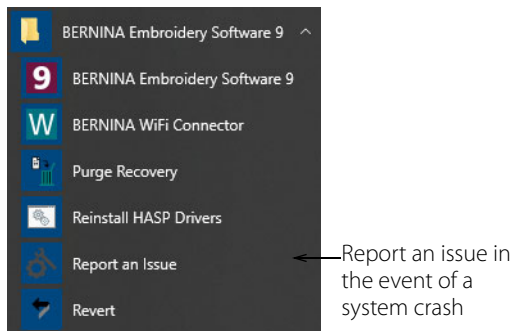 BERNINA Embroidery Software 9
9 BERNINA Embroidery Software 9
W BERNINA WiFi Connector
Purge Recovery
Reinstall HASP Drivers
Report an Issue
Revert
Report an issue in
the event of a
system crash